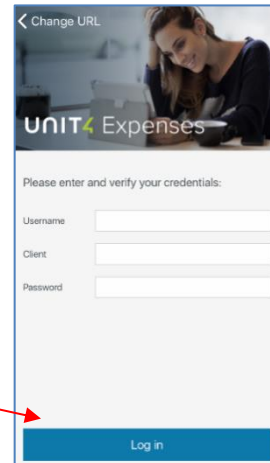 Change URL
UNIT4 Expenses
Please enter and verify your credentials:
Username
Client
Password
Log in